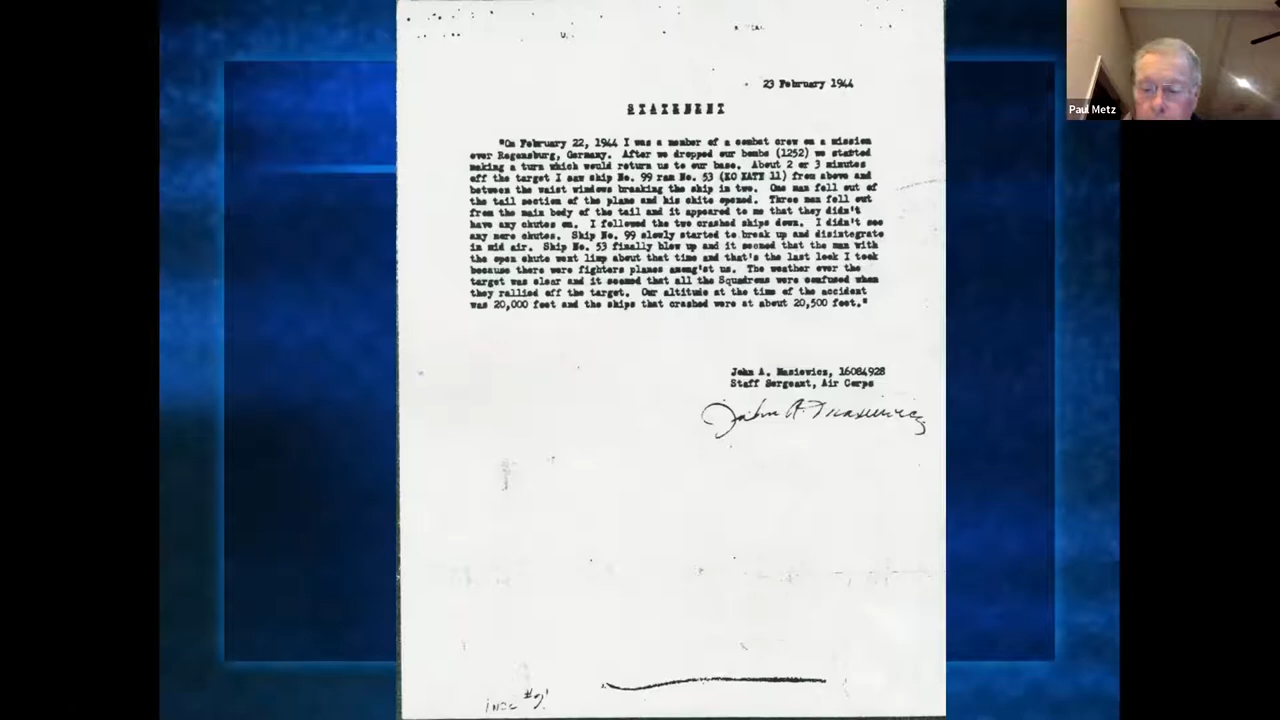 23 February 1944
STATEMENT
"On February 22, 1944 I was a member of a combat crew on a mission
over Regensburg, Germany. After we dropped our bombs (1252) we started
making a turn which would return us to our base. About 2 or 3 minutes
off the target I saw ship No. 99 ram No. 53 (KO KATE 11) from above and
between the waist windows breaking the ship in two. One man fell out of
the tail section of the plane and his chite opened. Three men fell out
from the main body of the tail and it appeared to me that they didn't
have any chutes on. I followed the two crashed ships down. I didn't see
any more chutes. Ship No. 99 slowly started to break up and disintegrate
in mid air. Ship No. 53 finally blew up and it seemed that the man with
the open chute went limp about that time and that's the last look I took
because there were fighters planes among'st us. The weather over the
target was clear and it seemed that all the Squadrons were confused when
they rallied off the target. Our altitude at the time of the accident
was 20,000 feet and the ships that crashed were at about 20,500 feet."
John A. Nasiewicz, 16084928
Staff Sergeant, Air Corps
John A. Nasiewicz
Paul Metz